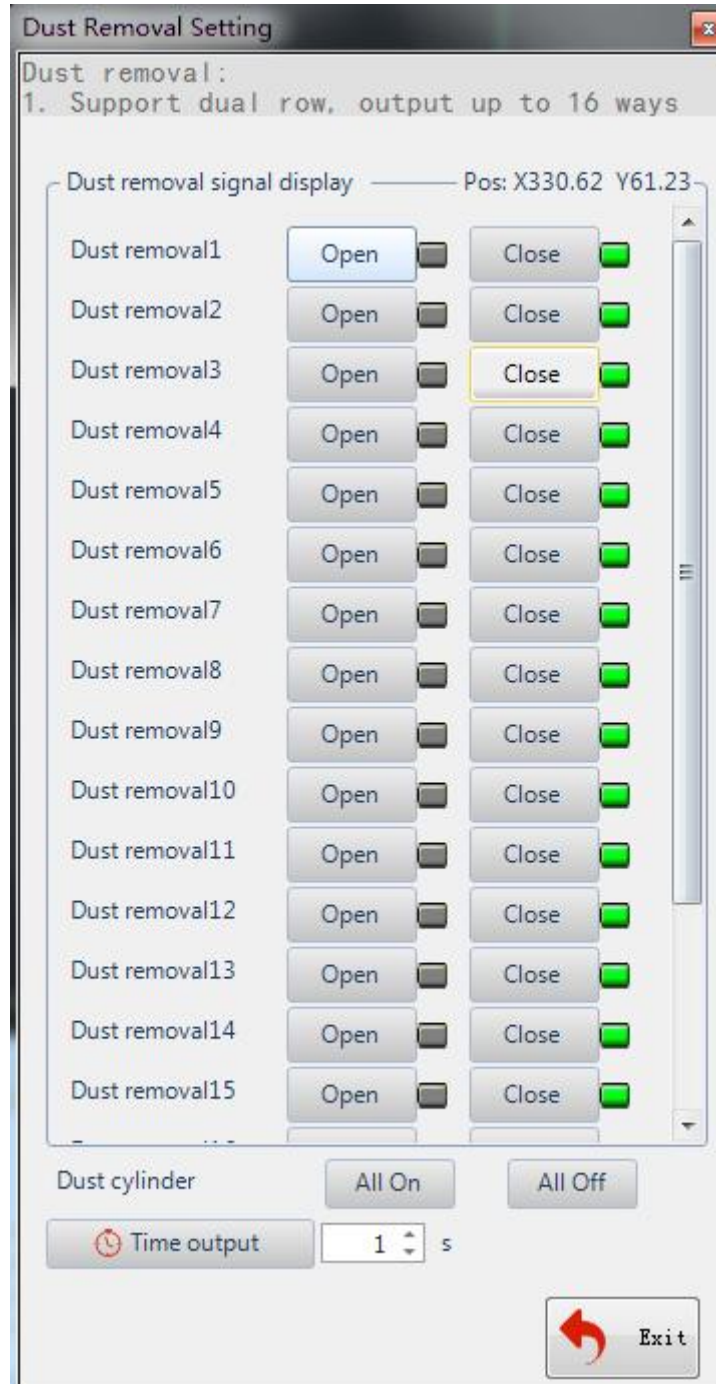 Dust Removal Setting
Dust removal:
1. Support dual row, output up to 16 ways
Dust removal signal display Pos: X330.62 Y61.23
Dust removal1 Open Close
Dust removal2 Open Close
Dust removal3 Open Close
Dust removal4 Open Close
Dust removal5 Open Close
Dust removal6 Open Close
Dust removal7 Open Close
Dust removal8 Open Close
Dust removal9 Open Close
Dust removal10 Open Close
Dust removal11 Open Close
Dust removal12 Open Close
Dust removal13 Open Close
Dust removal14 Open Close
Dust removal15 Open Close
Dust cylinder All On All Off
Time output 1 s
Exit